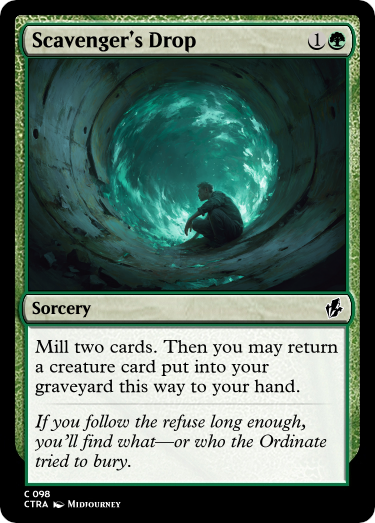 Scavenger's Drop 1
Sorcery
Mill two cards. Then you may return
a creature card put into your
graveyard this way to your hand.
If you follow the refuse long enough,
you'll find what—or who the Ordinate
tried to bury.
C 098
CTRA Midjourney